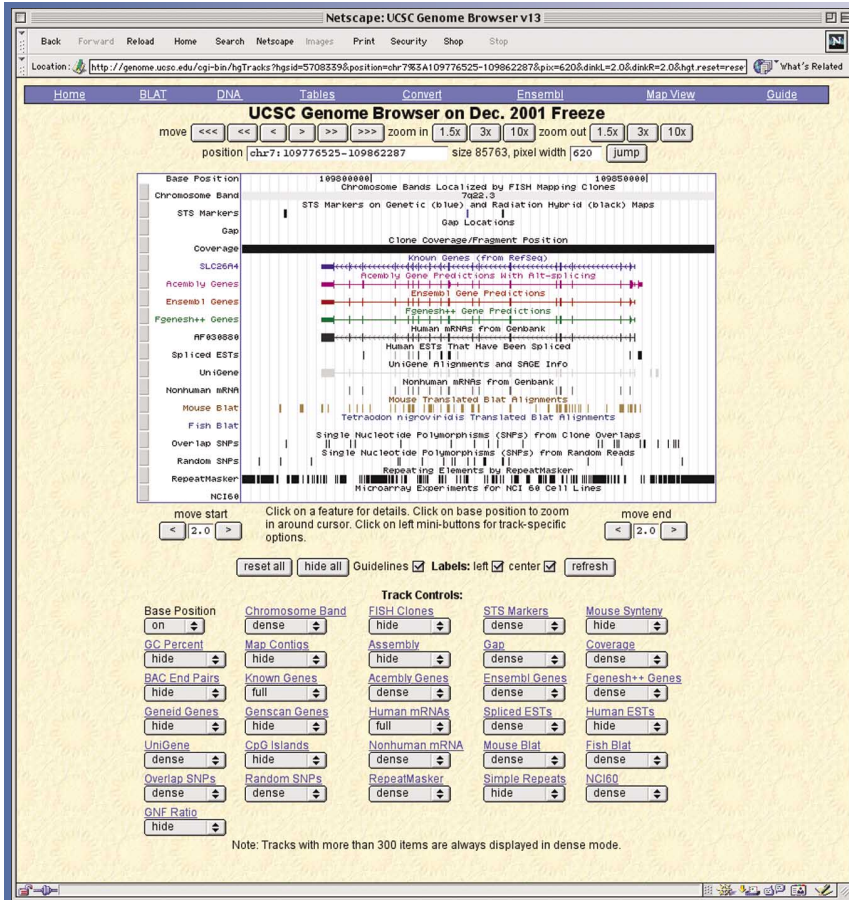 Netscape: UCSC Genome Browser v13
Back Forward Reload Home Search Netscape Images Print Security Shop Stop
Location: http://genome.ucsc.edu/cgi-bin/hgTracks?hgsid=5708339&position=chr7%3A109776525-109862287&pix=620&dinkL=2.0&dinkR=2.0&hgt.reset=rese What's Related
Home BLAT DNA Tables Convert Ensembl Map View Guide
UCSC Genome Browser on Dec. 2001 Freeze
move <<< << < > >> >>> zoom in 1.5x 3x 10x zoom out 1.5x 3x 10x
position chr7:109776525-109862287 size 85763, pixel width 620 jump
Base Position 109800000| 109850000|
Chromosome Bands Localized by FISH Mapping Clones
Chromosome Band 7q22.3
STS Markers on Genetic (blue) and Radiation Hybrid (black) Maps
STS Markers
Gap Locations
Gap
Clone Coverage/Fragment Position
Coverage
Known Genes (from RefSeq)
SLC26A4
Acembly Gene Predictions With Alt-splicing
Acembly Genes
Ensembl Gene Predictions
Ensembl Genes
Fgenesh++ Gene Predictions
Fgenesh++ Genes
Human mRNAs from Genbank
AF030880
Human ESTs That Have Been Spliced
Spliced ESTs
UniGene Alignments and SAGE Info
UniGene
Nonhuman mRNAs from Genbank
Nonhuman mRNA
Mouse Translated Blat Alignments
Mouse Blat
Tetraodon nigroviridis Translated Blat Alignments
Fish Blat
Single Nucleotide Polymorphisms (SNPs) from Clone Overlaps
Overlap SNPs
Single Nucleotide Polymorphisms (SNPs) from Random Reads
Random SNPs
Repeating Elements by RepeatMasker
RepeatMasker
Microarray Experiments for NCI 60 Cell Lines
NCI60
move start Click on a feature for details. Click on base position to zoom move end
< 2.0 > in around cursor. Click on left mini-buttons for track-specific < 2.0 >
options.
reset all hide all Guidelines Labels: left center refresh
Track Controls:
Base Position Chromosome Band FISH Clones STS Markers Mouse Synteny
on dense hide dense hide
GC Percent Map Contigs Assembly Gap Coverage
hide hide hide dense dense
BAC End Pairs Known Genes Acembly Genes Ensembl Genes Fgenesh++ Genes
hide full dense dense dense
Geneid Genes Genscan Genes Human mRNAs Spliced ESTs Human ESTs
hide hide full dense hide
UniGene CpG Islands Nonhuman mRNA Mouse Blat Fish Blat
dense hide dense dense dense
Overlap SNPs Random SNPs RepeatMasker Simple Repeats NCI60
dense dense dense hide dense
GNF Ratio
hide
Note: Tracks with more than 300 items are always displayed in dense mode.